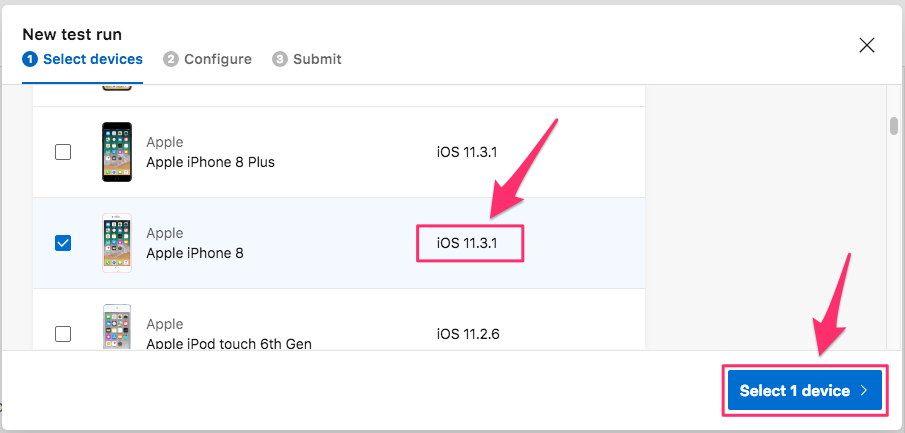 New test run
1 Select devices 2 Configure 3 Submit
Apple
Apple iPhone 8 Plus
iOS 11.3.1
Apple
Apple iPhone 8
iOS 11.3.1
Apple
Apple iPod touch 6th Gen
iOS 11.2.6
Select 1 device